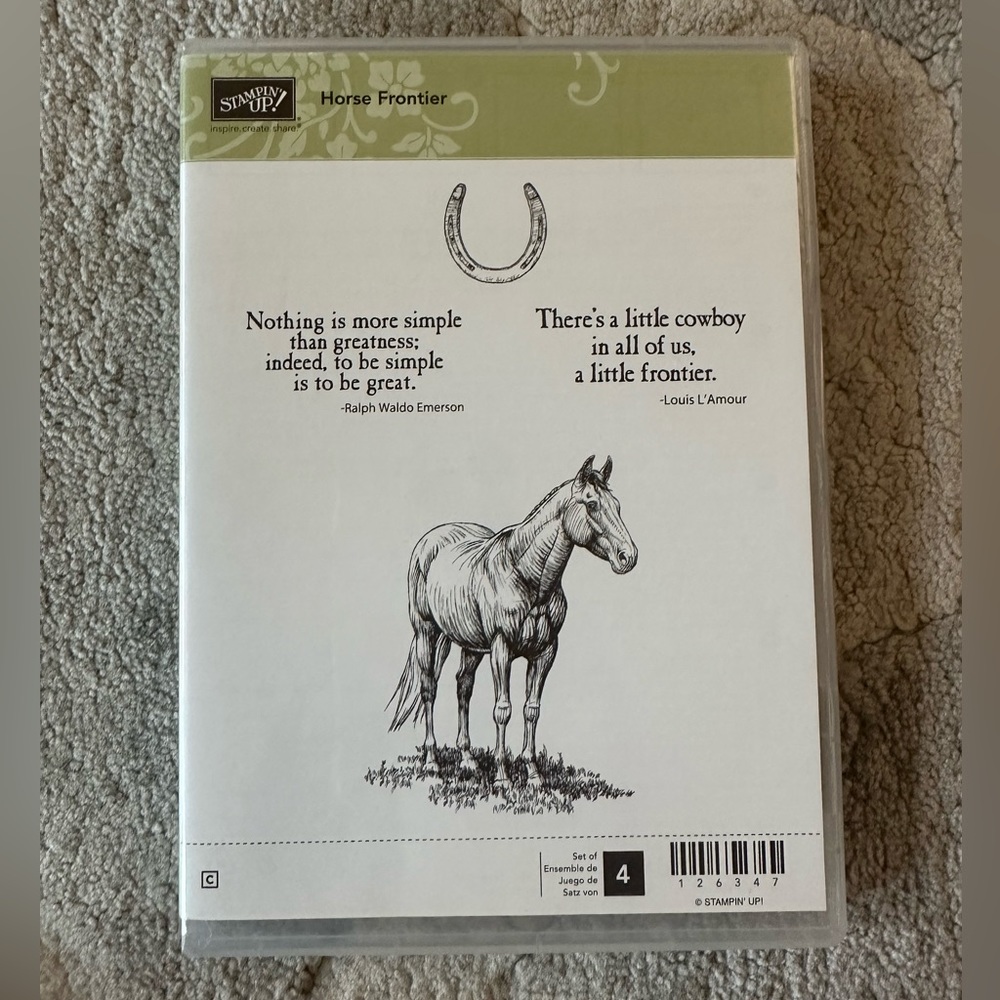 STAMPIN' UP!®
inspire. create. share.®
Horse Frontier
Nothing is more simple
than greatness;
indeed, to be simple
is to be great.
-Ralph Waldo Emerson
There's a little cowboy
in all of us,
a little frontier.
-Louis L'Amour
C
Set of
Ensemble de
Juego de
Satz von
4
1 2 6 3 4 7
© STAMPIN' UP!